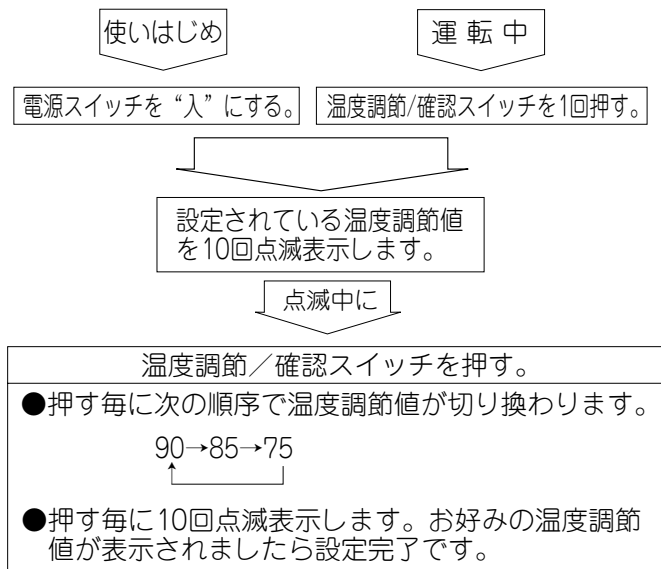 使いはじめ
運転中
電源スイッチを“入”にする。
温度調節/確認スイッチを1回押す。
設定されている温度調節値
を10回点滅表示します。
点滅中に
温度調節／確認スイッチを押す。
●押す毎に次の順序で温度調節値が切り換わります。
90→85→75
●押す毎に10回点滅表示します。お好みの温度調節
値が表示されましたら設定完了です。